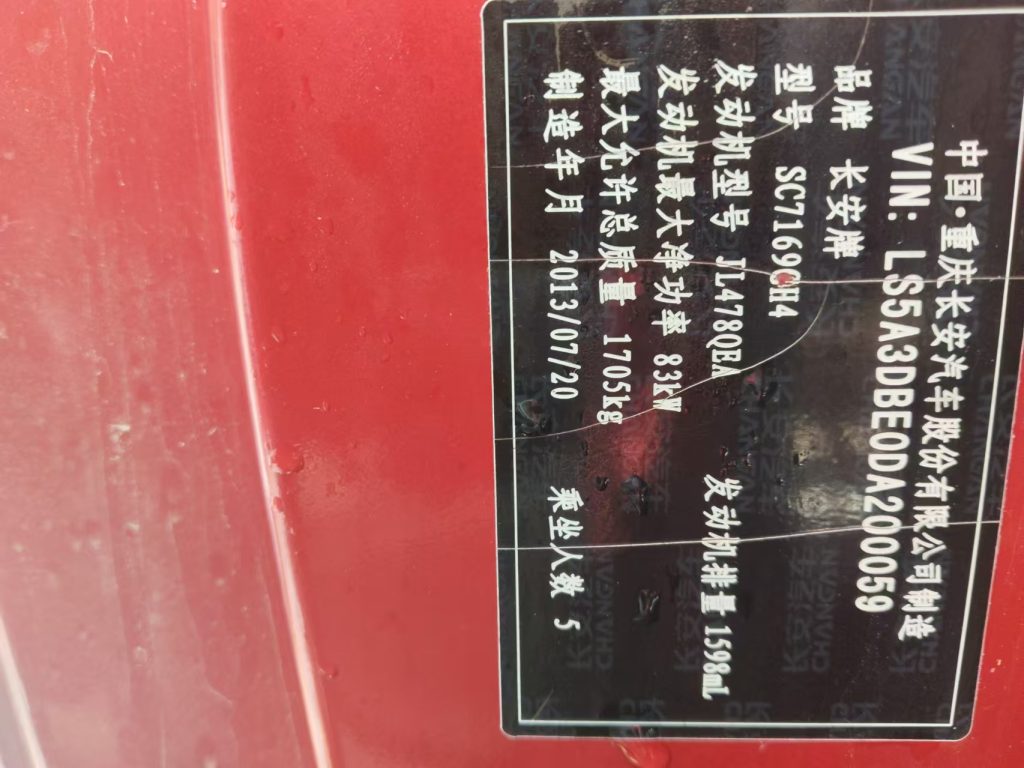 中国·重庆长安汽车股份有限公司制造
VIN: LS5A3DBE0DA200059
品牌 长安牌
型号 SC7169CH4
发动机型号 JL478QEA 发动机排量 1598mL
发动机最大净功率 83kW
最大允许总质量 1705kg
制造年月 2013/07/20 乘坐人数 5